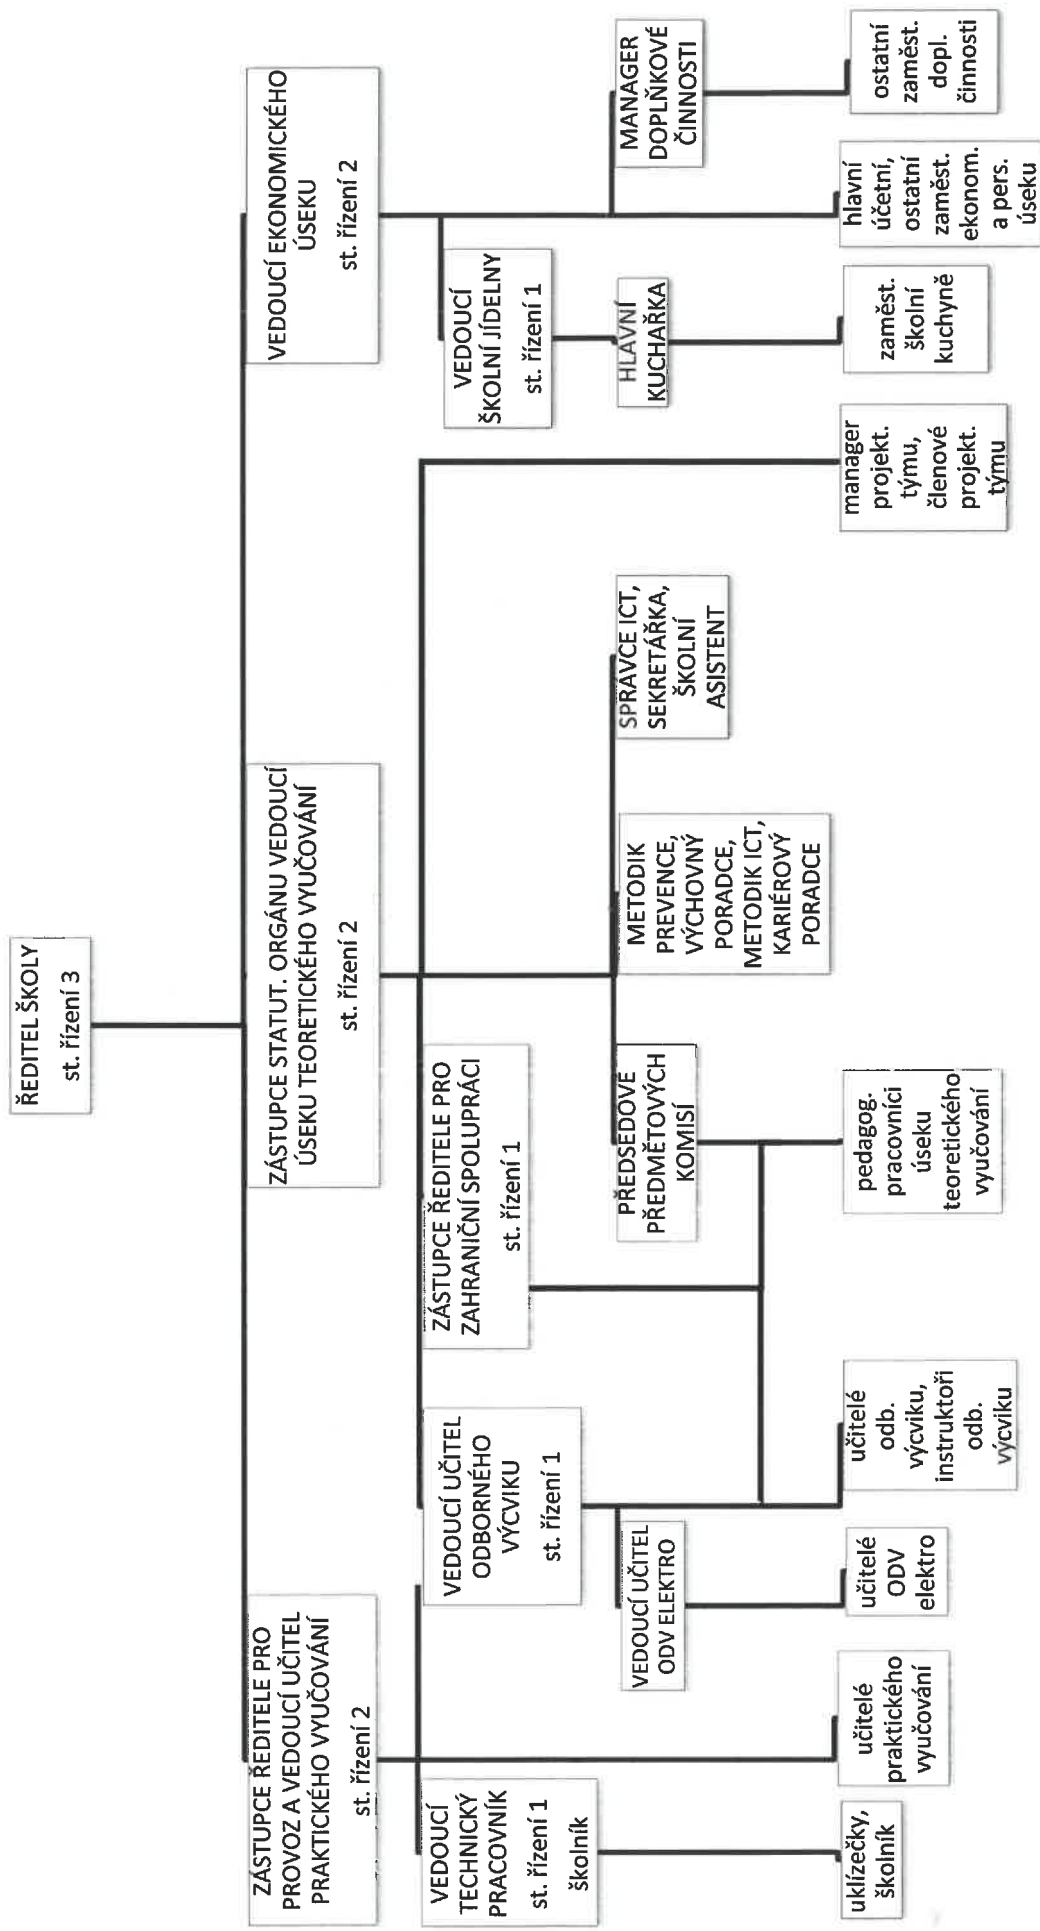 ŘEDITEL ŠKOLY
st. řízení 3
ZÁSTUPCE ŘEDITELE PRO
PROVOZ A VEDOUCÍ UČITEL
PRAKTICKÉHO VYUČOVÁNÍ
st. řízení 2
ZÁSTUPCE STATUT. ORGÁNU VEDOUCÍ
ÚSEKU TEORETICKÉHO VYUČOVÁNÍ
st. řízení 2
VEDOUCÍ EKONOMICKÉHO
ÚSEKU
st. řízení 2
VEDOUCÍ
TECHNICKÝ
PRACOVNÍK
st. řízení 1
školník
VEDOUCÍ UČITEL
ODBORNÉHO
VÝCVIKU
st. řízení 1
ZÁSTUPCE ŘEDITELE PRO
ZAHRANIČNÍ SPOLUPRÁCI
st. řízení 1
VEDOUCÍ
ŠKOLNÍ JÍDELNY
st. řízení 1
VEDOUCÍ UČITEL
ODV ELEKTRO
PŘEDSEDOVE
PŘEDMĚTOVÝCH
KOMISÍ
METODIK
PREVENCE,
VÝCHOVNÝ
PORADCE,
METODIK ICT,
KARIÉROVÝ
PORADCE
SPRÁVCE ICT,
SEKRETÁŘKA,
ŠKOLNÍ
ASISTENT
HLAVNÍ
KUCHAŘKA
MANAGER
DOPLŇKOVÉ
ČINNOSTI
uklízečky,
školník
učitelé
praktického
vyučování
učitelé
ODV
elektro
učitelé
odb.
výcviku,
instruktoři
odb.
výcviku
pedagog.
pracovníci
úseku
teoretického
vyučování
manager
projekt.
týmu,
členové
projekt.
týmu
zaměst.
školní
kuchyně
hlavní
účetní,
ostatní
zaměst.
ekonom.
a pers.
úseku
ostatní
zaměst.
dopl.
činnosti